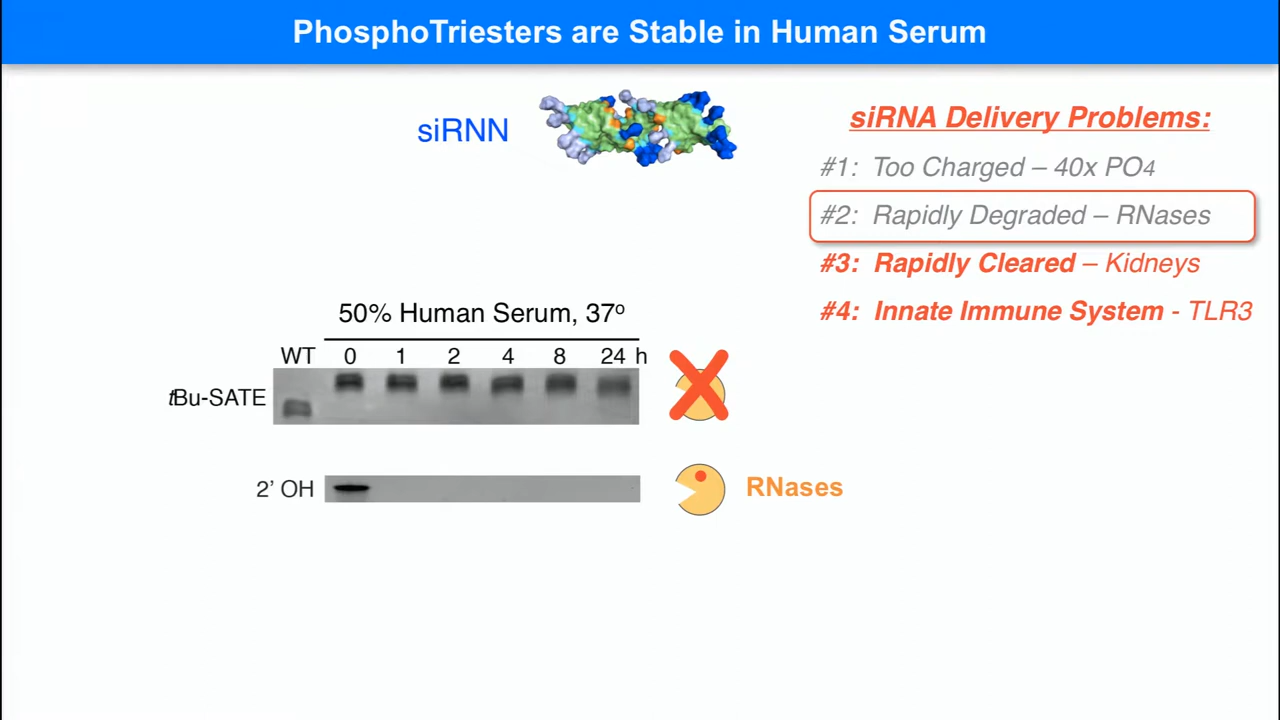 PhosphoTriesters are Stable in Human Serum
siRNN
siRNA Delivery Problems:
#1: Too Charged – 40x PO4
#2: Rapidly Degraded – RNases
#3: Rapidly Cleared – Kidneys
#4: Innate Immune System - TLR3
50% Human Serum, 37º
WT 0 1 2 4 8 24 h
tBu-SATE
2’ OH
RNases